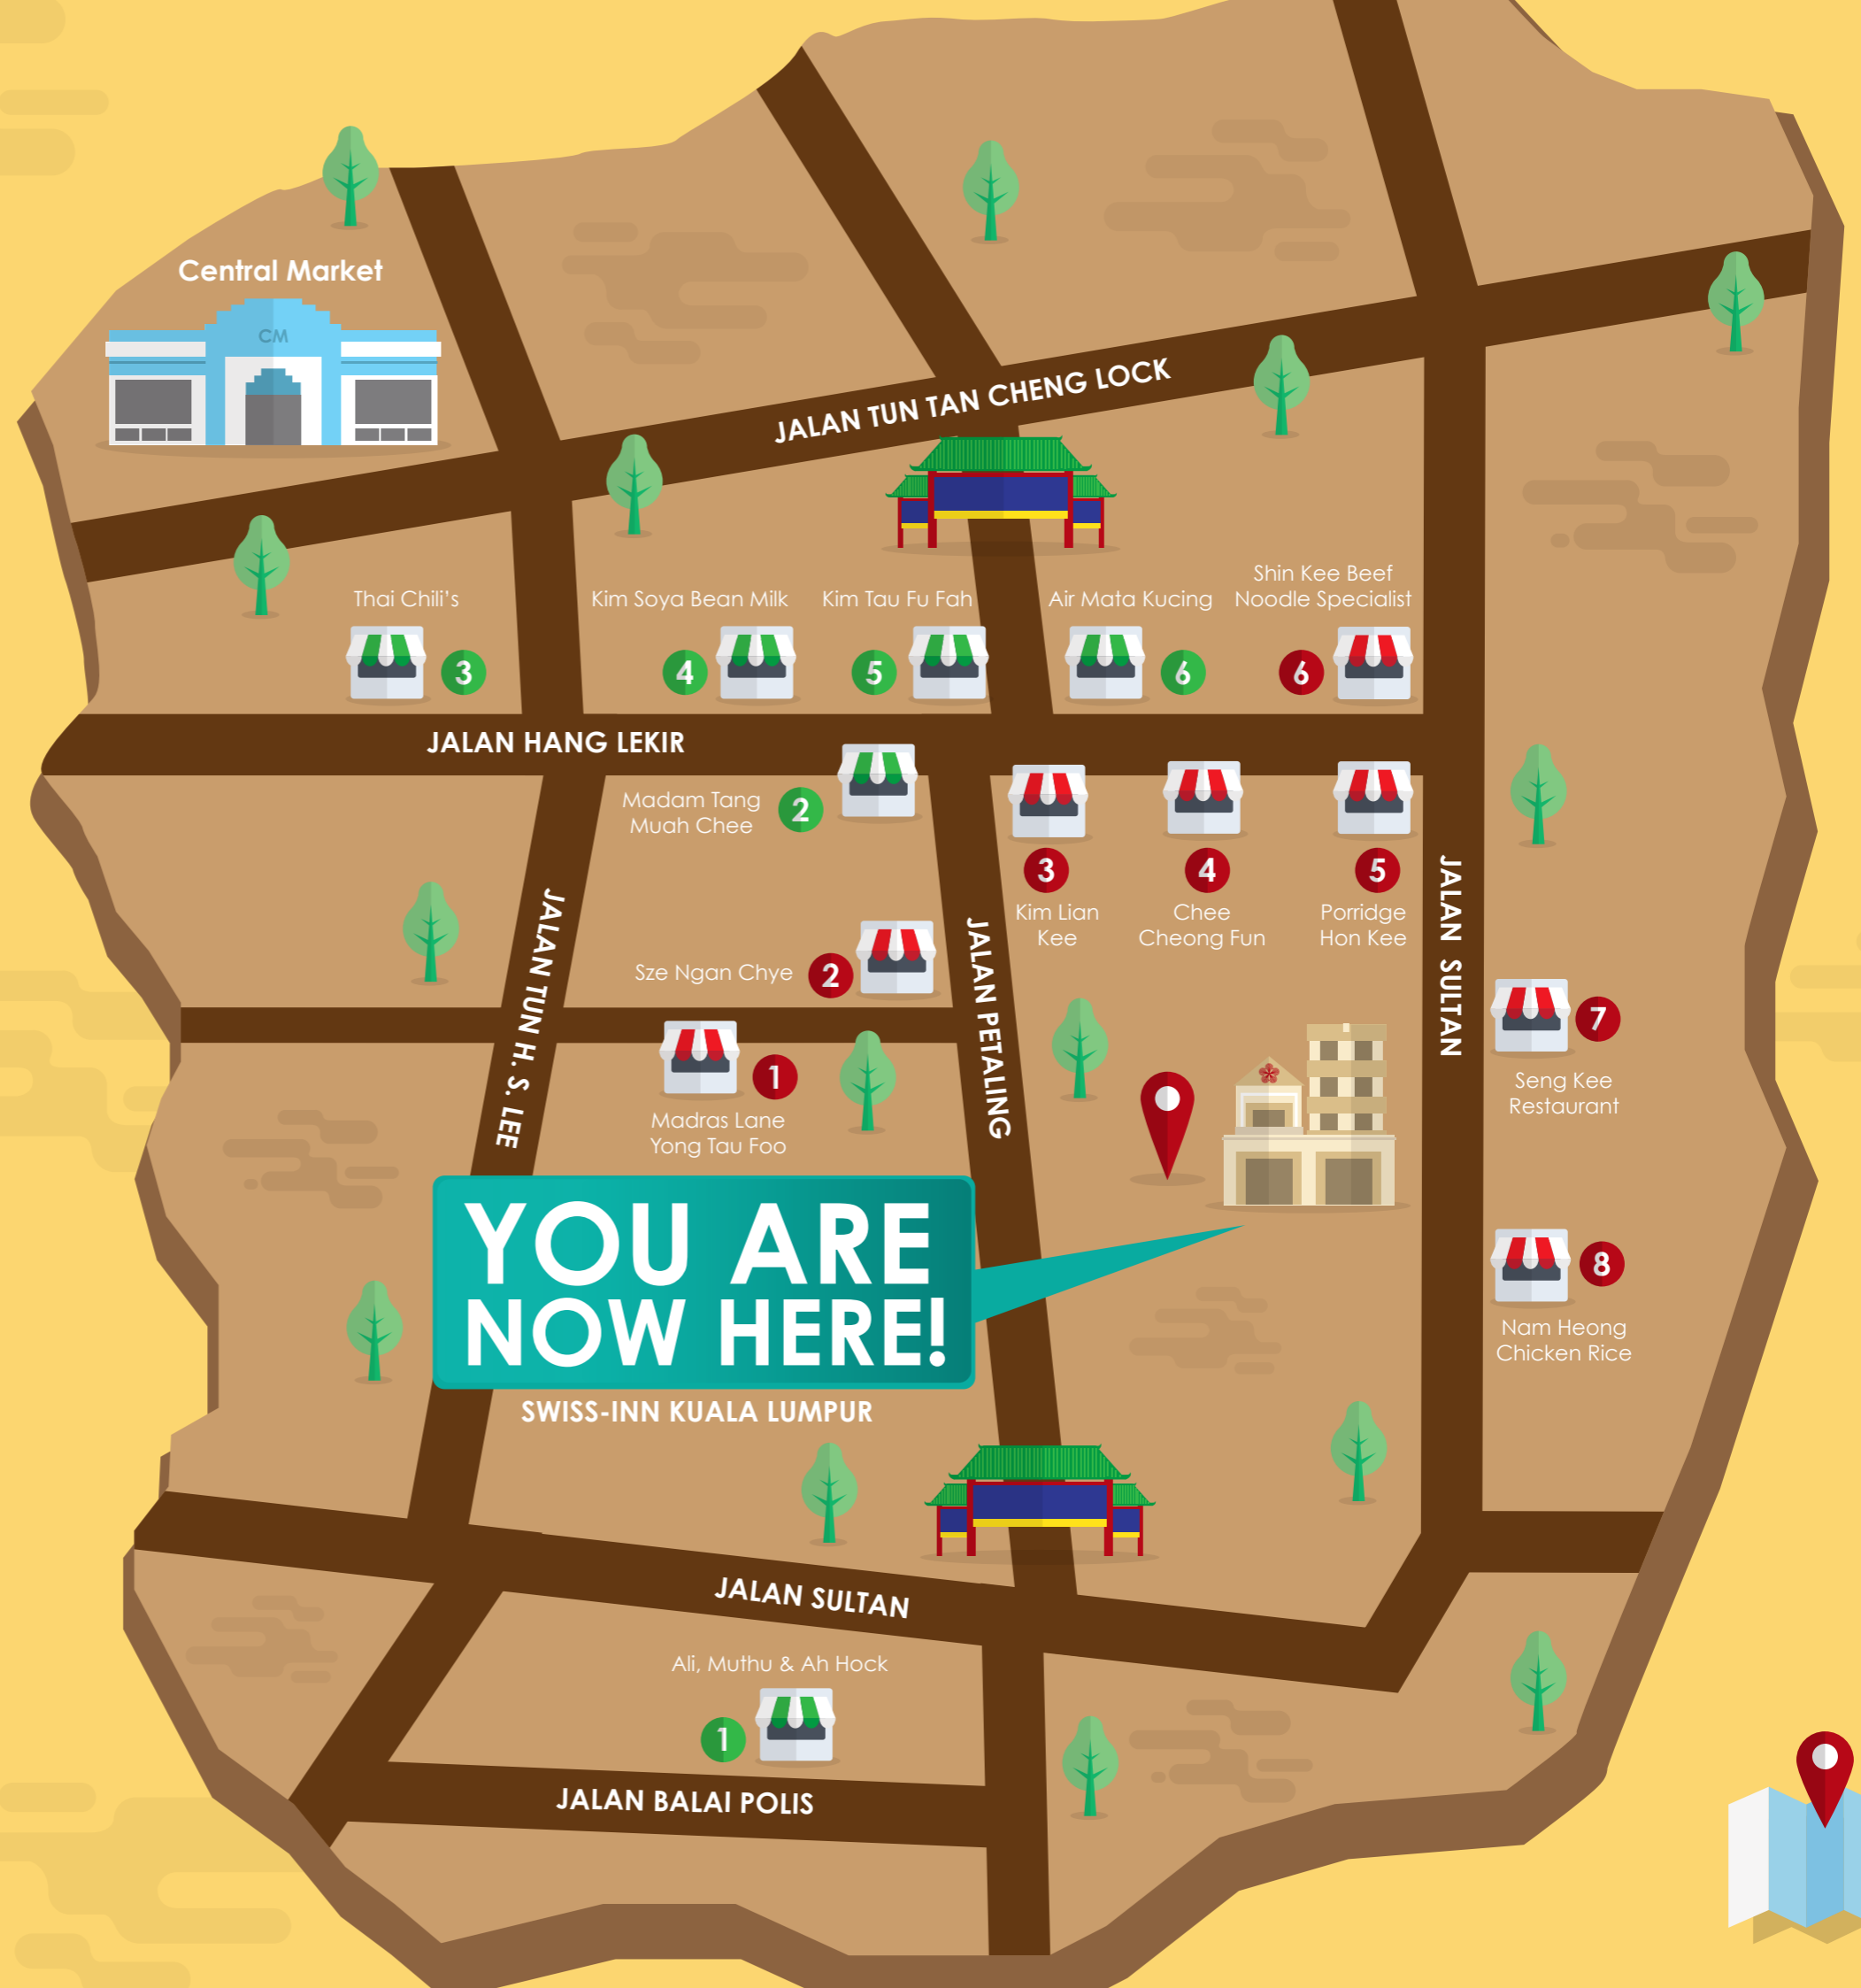 Central Market
CM
JALAN TUN TAN CHENG LOCK
Thai Chili's
3
Kim Soya Bean Milk
4
Kim Tau Fu Fah
5
Air Mata Kucing
6
Shin Kee Beef
Noodle Specialist
6
JALAN HANG LEKIR
Madam Tang
Muah Chee
2
3
Kim Lian
Kee
4
Chee
Cheong Fun
5
Porridge
Hon Kee
JALAN TUN H. S. LEE
JALAN PETALING
JALAN SULTAN
Sze Ngan Chye
2
1
Madras Lane
Yong Tau Foo
7
Seng Kee
Restaurant
YOU ARE
NOW HERE!
SWISS-INN KUALA LUMPUR
8
Nam Heong
Chicken Rice
JALAN SULTAN
Ali, Muthu & Ah Hock
1
JALAN BALAI POLIS